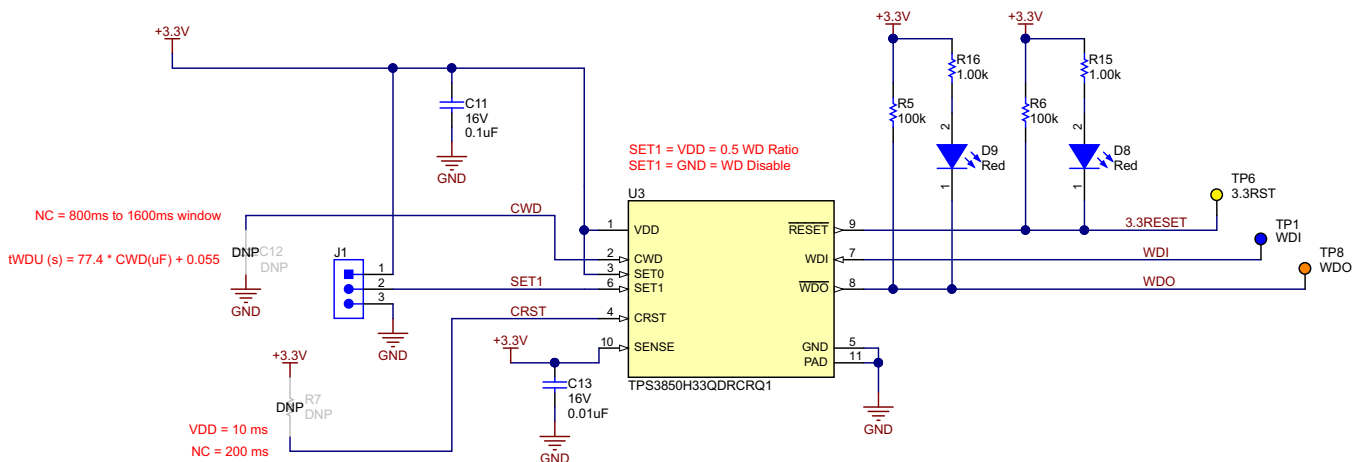 +3.3V
+3.3V
+3.3V
R16
1.00k
R15
1.00k
C11
16V
0.1uF
R5
100k
R6
100k
2
2
SET1 = VDD = 0.5 WD Ratio
SET1 = GND = WD Disable
D9
Red
D8
Red
GND
1
1
TP6
3.3RST
U3
NC = 800ms to 1600ms window
CWD
1
VDD
RESET
9
3.3RESET
TP1
WDI
DNP
C12
DNP
tWDU (s) = 77.4 * CWD(uF) + 0.055
J1
2
CWD
WDI
7
WDI
TP8
WDO
1
3
SET0
2
SET1
6
SET1
WDO
8
WDO
3
GND
GND
CRST
4
CRST
+3.3V
+3.3V
10
SENSE
GND
5
PAD
11
DNP
R7
DNP
C13
16V
0.01uF
TPS3850H33QDRCRQ1
VDD = 10 ms
NC = 200 ms
GND
GND